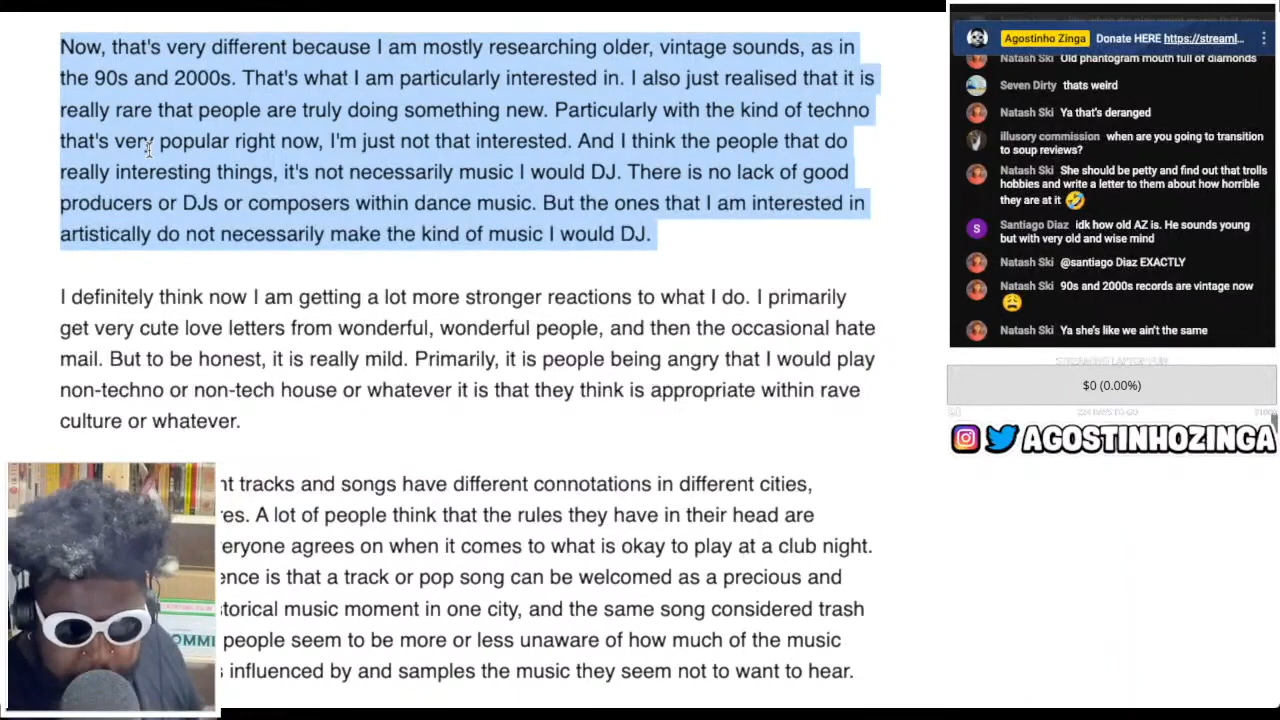 Now, that's very different because I am mostly researching older, vintage sounds, as in
the 90s and 2000s. That's what I am particularly interested in. I also just realised that it is
really rare that people are truly doing something new. Particularly with the kind of techno
that's very popular right now, I'm just not that interested. And I think the people that do
really interesting things, it's not necessarily music I would DJ. There is no lack of good
producers or DJs or composers within dance music. But the ones that I am interested in
artistically do not necessarily make the kind of music I would DJ.
I definitely think now I am getting a lot more stronger reactions to what I do. I primarily
get very cute love letters from wonderful, wonderful people, and then the occasional hate
mail. But to be honest, it is really mild. Primarily, it is people being angry that I would play
non-techno or non-tech house or whatever it is that they think is appropriate within rave
culture or whatever.
tracks and songs have different connotations in different cities,
A lot of people think that the rules they have in their head are
agrees on when it comes to what is okay to play at a club night.
is that a track or pop song can be welcomed as a precious and
music moment in one city, and the same song considered trash
people seem to be more or less unaware of how much of the music
influenced by and samples the music they seem not to want to hear.
Agostinho Zinga Donate HERE https://streaml...
Natash Ski Old phantogram mouth full of diamonds
Seven Dirty thats weird
Natash Ski Ya that's deranged
illusory commission when are you going to transition
to soup reviews?
Natash Ski She should be petty and find out that trolls
hobbies and write a letter to them about how horrible
they are at it 🤣
S
Santiago Diaz idk how old AZ is. He sounds young
but with very old and wise mind
Natash Ski @santiago Diaz EXACTLY
Natash Ski 90s and 2000s records are vintage now
😩
Natash Ski Ya she's like we ain't the same
$0 (0.00%)
AGOSTINHOZINGA